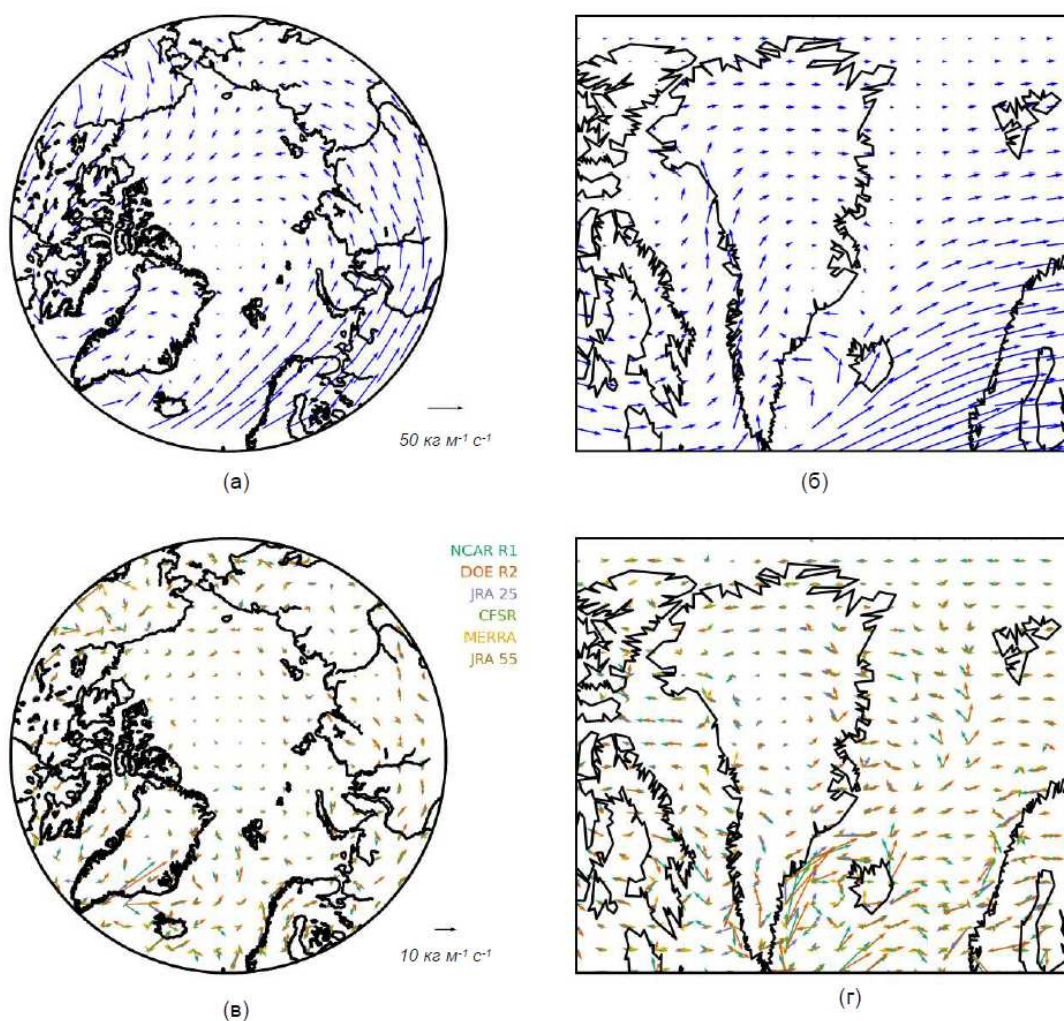 50 кг м⁻¹ с⁻¹
(а)
(б)
NCAR R1
DOE R2
JRA 25
CFSR
MERRA
JRA 55
10 кг м⁻¹ с⁻¹
(в)
(г)